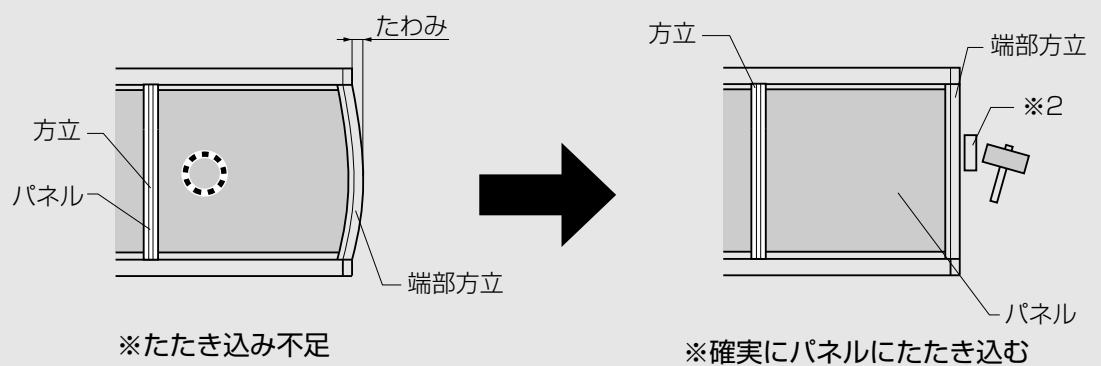 たわみ
方立
パネル
端部方立
※たたき込み不足
方立
端部方立
※2
パネル
※確実にパネルにたたき込む